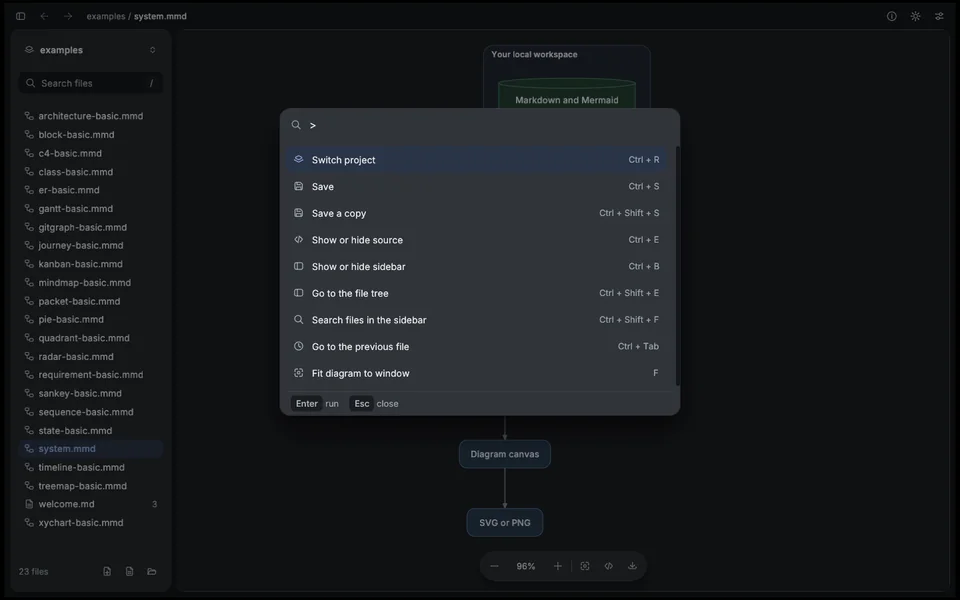 examples / system.mmd
examples
Search files /
architecture-basic.mmd
block-basic.mmd
c4-basic.mmd
class-basic.mmd
er-basic.mmd
gantt-basic.mmd
gitgraph-basic.mmd
journey-basic.mmd
kanban-basic.mmd
mindmap-basic.mmd
packet-basic.mmd
pie-basic.mmd
quadrant-basic.mmd
radar-basic.mmd
requirement-basic.mmd
sankey-basic.mmd
sequence-basic.mmd
state-basic.mmd
system.mmd
timeline-basic.mmd
treemap-basic.mmd
welcome.md 3
xychart-basic.mmd
23 files
Your local workspace
Markdown and Mermaid
>
Switch project Ctrl + R
Save Ctrl + S
Save a copy Ctrl + Shift + S
Show or hide source Ctrl + E
Show or hide sidebar Ctrl + B
Go to the file tree Ctrl + Shift + E
Search files in the sidebar Ctrl + Shift + F
Go to the previous file Ctrl + Tab
Fit diagram to window F
Enter run Esc close
Diagram canvas
SVG or PNG
96%